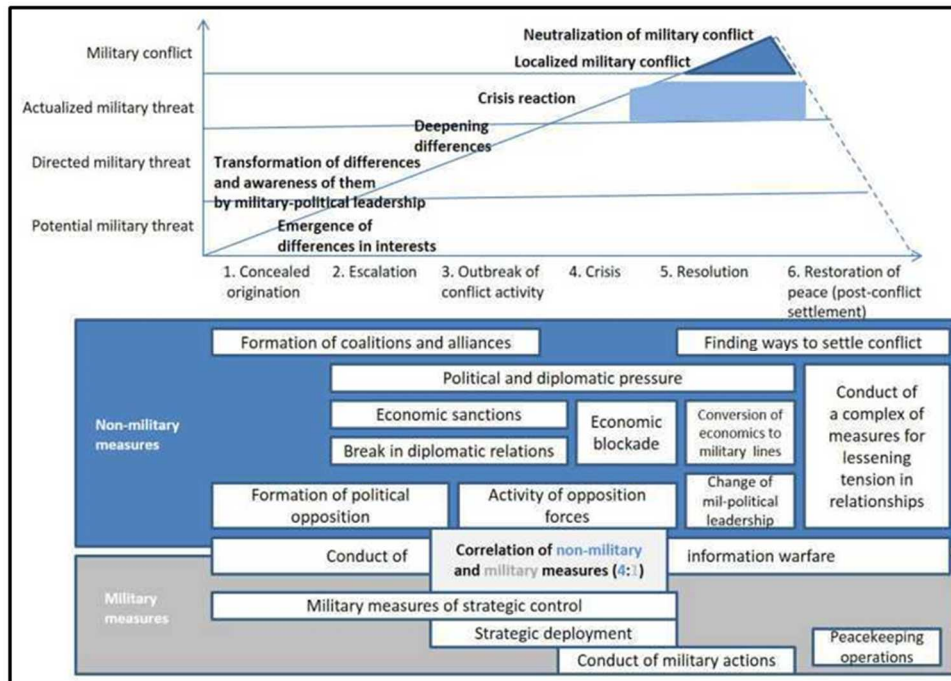 Neutralization of military conflict
Military conflict
Localized military conflict
Crisis reaction
Actualized military threat
Deepening
differences
Directed military threat
Transformation of differences
and awareness of them
by military-political leadership
Potential military threat
Emergence of
differences in interests
1. Concealed
origination
2. Escalation
3. Outbreak of
conflict activity
4. Crisis
5. Resolution
6. Restoration of
peace (post-conflict
settlement)
Non-military
measures
Formation of coalitions and alliances
Finding ways to settle conflict
Political and diplomatic pressure
Economic sanctions
Break in diplomatic relations
Economic
blockade
Conversion of
economics to
military lines
Conduct of
a complex of
measures for
lessening
tension in
relationships
Formation of political
opposition
Activity of opposition
forces
Change of
mil-political
leadership
Conduct of
Correlation of non-military
and military measures (4:1)
information warfare
Military
measures
Military measures of strategic control
Strategic deployment
Conduct of military actions
Peacekeeping
operations